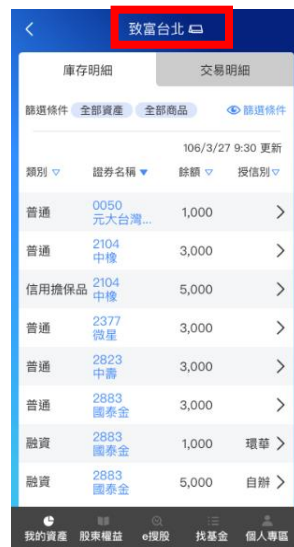 致富台北
庫存明細 交易明細
篩選條件 全部資產 全部商品 篩選條件
106/3/27 9:30 更新
類別 證券名稱 餘額 授信別
普通 0050 元大台灣... 1,000
普通 2104 中橡 3,000
信用擔保品 2104 中橡 5,000
普通 2377 微星 3,000
普通 2823 中壽 3,000
普通 2883 國泰金 3,000
融資 2883 國泰金 1,000 環華
融資 2883 國泰金 5,000 自辦
我的資產 股東權益 e搜股 找基金 個人專區